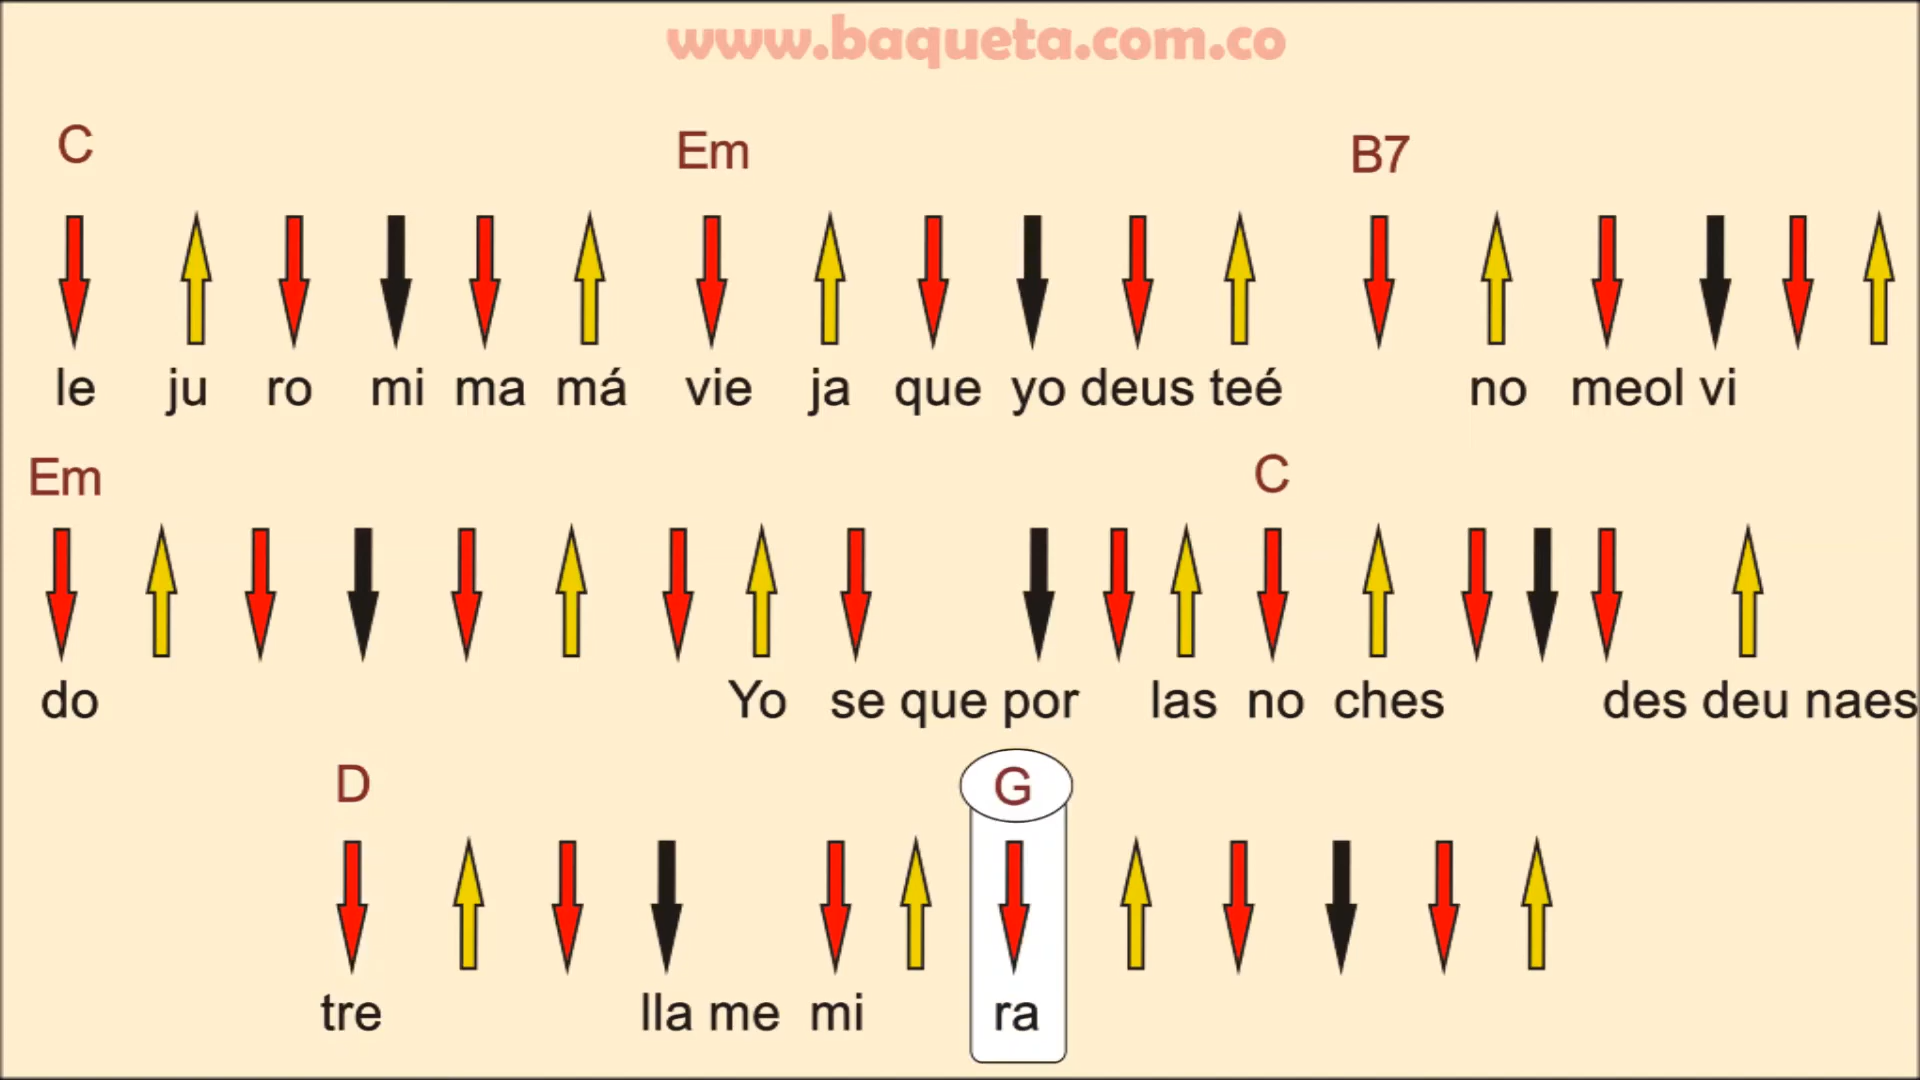 www.baqueta.com.co
C Em B7
le ju ro mi ma má vie ja que yo deus teé no meol vi
Em C
do Yo se que por las no ches des deu naes
D G
tre lla me mi ra